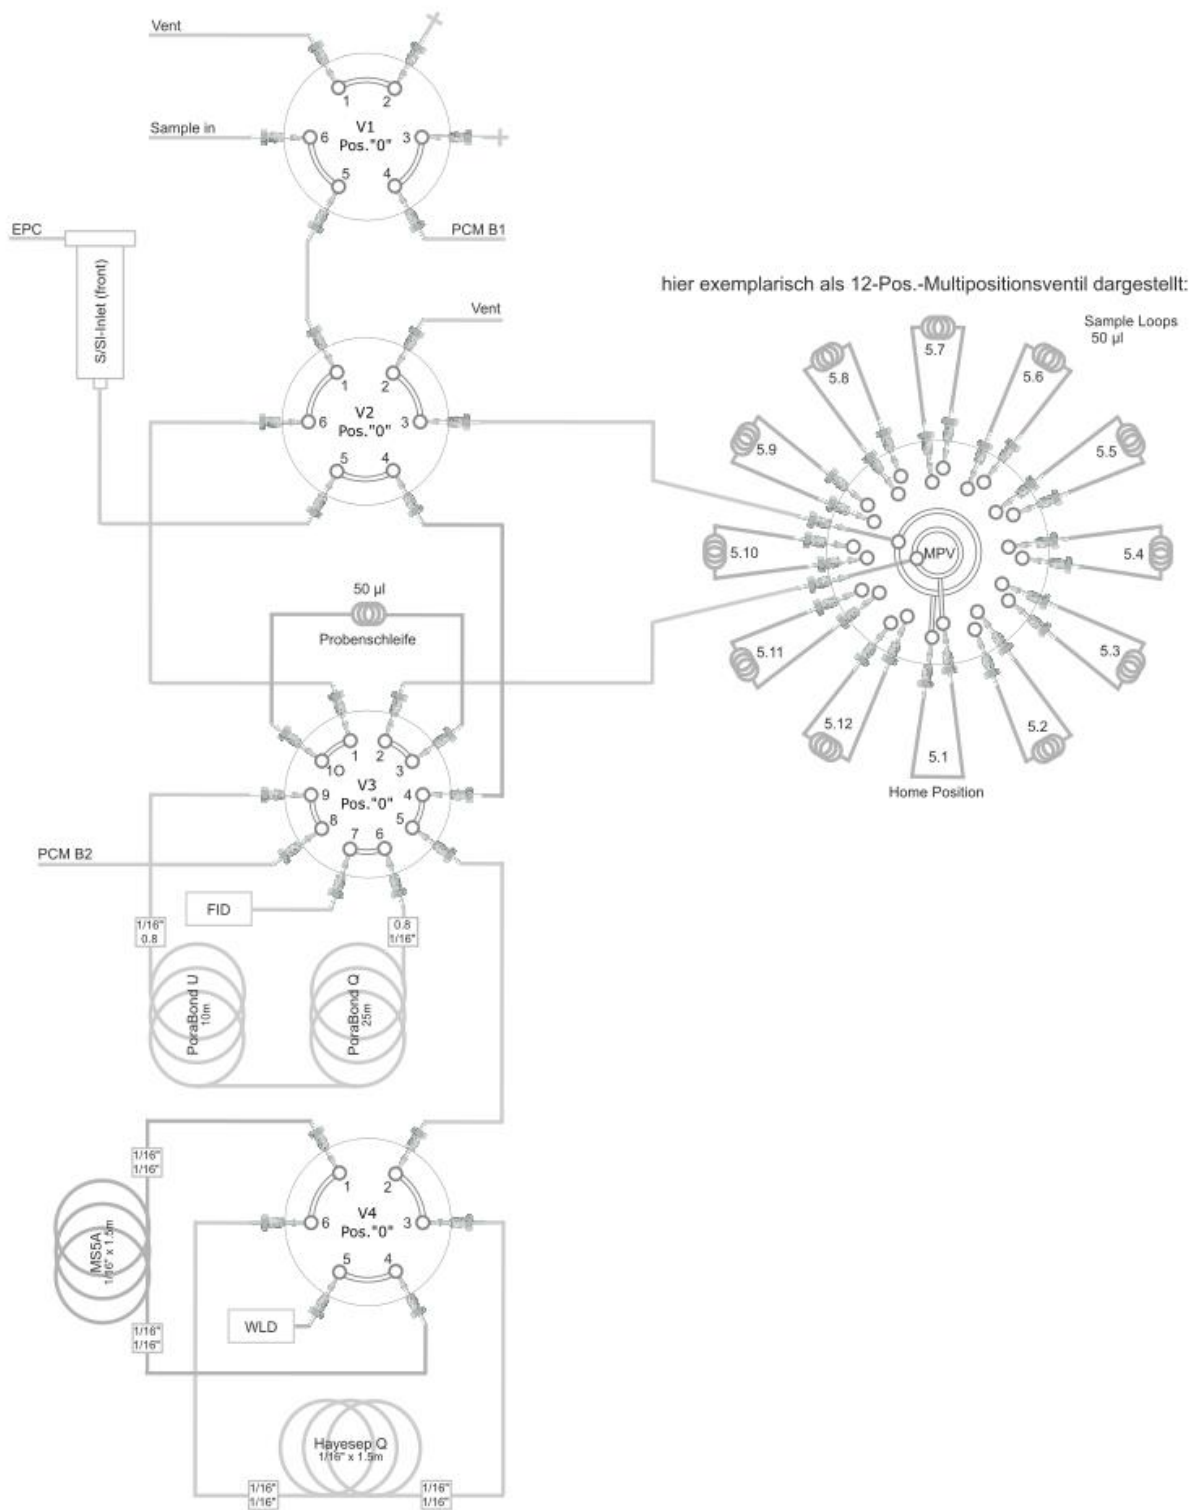 Vent
1
2
Sample in
6
V1
Pos."0"
3
5
4
EPC
PCM B1
S/SI-Inlet (front)
hier exemplarisch als 12-Pos.-Multipositionsventil dargestellt:
Vent
Sample Loops
50 µl
5.7
5.8
5.6
1
2
6
V2
Pos."0"
3
5
4
5.9
5.5
5.10
MPV
5.4
50 µl
Probenschleife
5.11
5.3
5.12
5.2
5.1
Home Position
1
2
10
3
9
V3
Pos."0"
4
8
5
7
6
PCM B2
FID
1/16"
0.8
0.8
1/16"
PoraBond U
10m
PoraBond Q
25m
1/16"
1/16"
1
2
6
V4
Pos."0"
3
5
4
MS5A
1/16" x 1.5m
WLD
1/16"
1/16"
Hayesep Q
1/16" x 1.5m
1/16"
1/16"
1/16"
1/16"